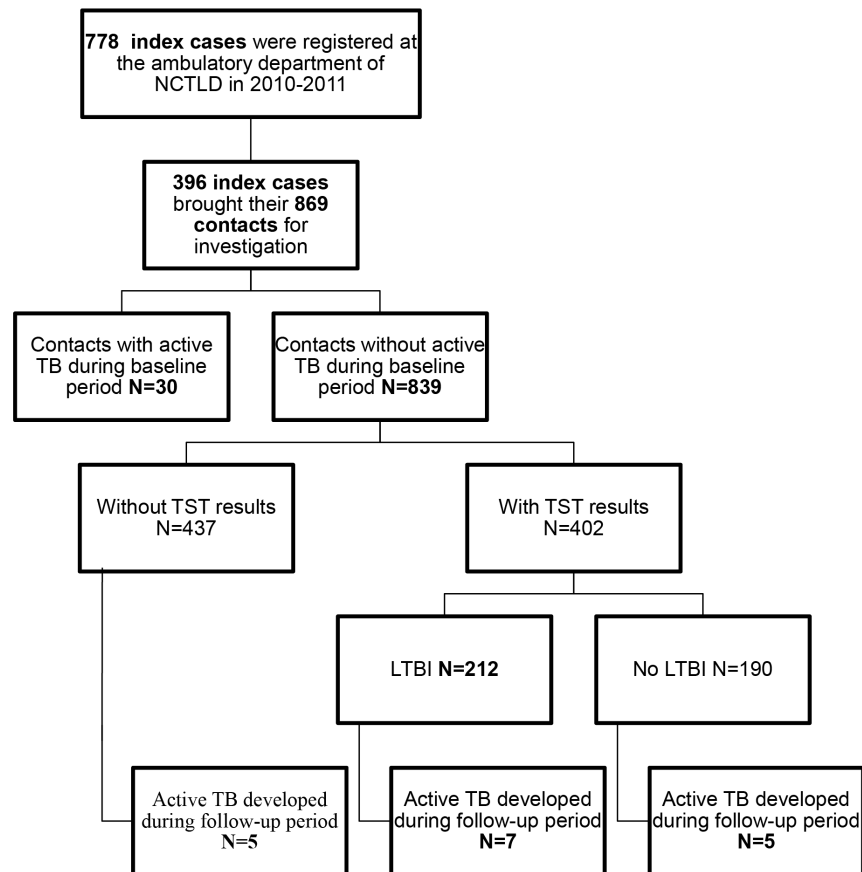 778 index cases were registered at
the ambulatory department of
NCTLD in 2010-2011
396 index cases
brought their 869
contacts for
investigation
Contacts with active
TB during baseline
period N=30
Contacts without active
TB during baseline
period N=839
Without TST results
N=437
With TST results
N=402
LTBI N=212
No LTBI N=190
Active TB developed
during follow-up period
N=5
Active TB developed
during follow-up period
N=7
Active TB developed
during follow-up period
N=5